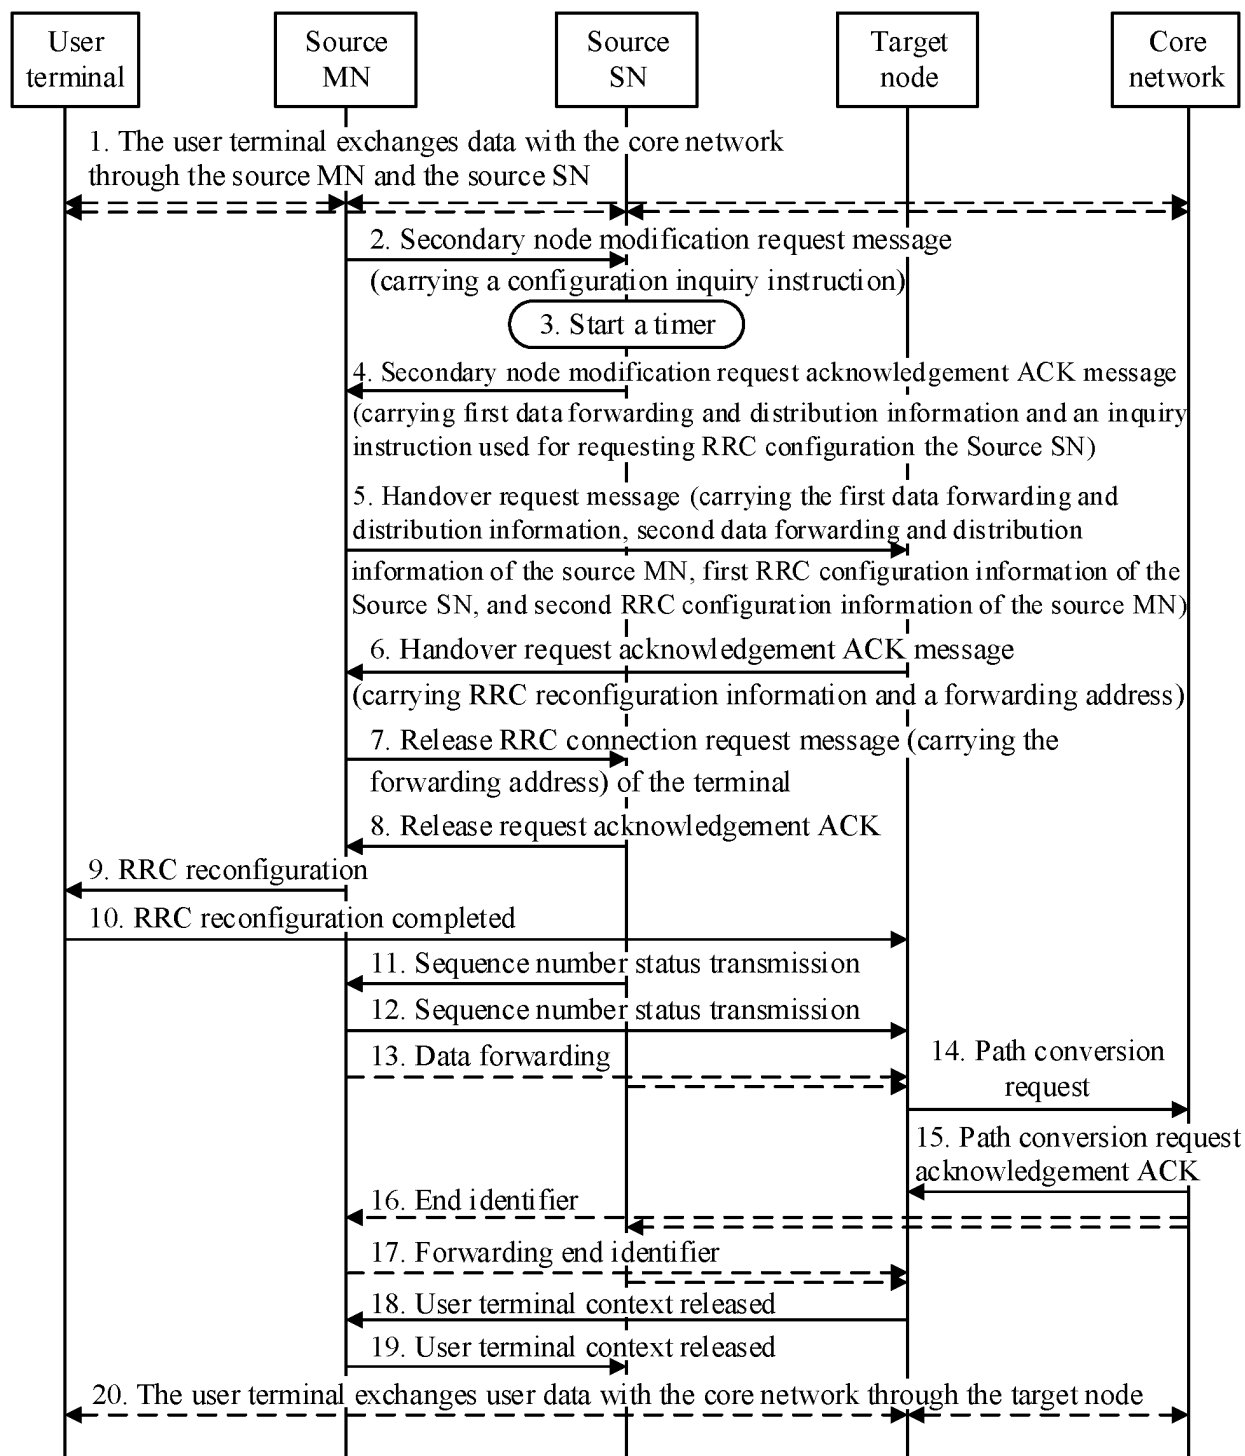 User
terminal
Source
MN
Source
SN
Target
node
Core
network
1. The user terminal exchanges data with the core network
through the source MN and the source SN
2. Secondary node modification request message
(carrying a configuration inquiry instruction)
3. Start a timer
4. Secondary node modification request acknowledgement ACK message
(carrying first data forwarding and distribution information and an inquiry
instruction used for requesting RRC configuration the Source SN)
5. Handover request message (carrying the first data forwarding and
distribution information, second data forwarding and distribution
information of the source MN, first RRC configuration information of the
Source SN, and second RRC configuration information of the source MN)
6. Handover request acknowledgement ACK message
(carrying RRC reconfiguration information and a forwarding address)
7. Release RRC connection request message (carrying the
forwarding address) of the terminal
8. Release request acknowledgement ACK
9. RRC reconfiguration
10. RRC reconfiguration completed
11. Sequence number status transmission
12. Sequence number status transmission
13. Data forwarding
14. Path conversion
request
15. Path conversion request
acknowledgement ACK
16. End identifier
17. Forwarding end identifier
18. User terminal context released
19. User terminal context released
20. The user terminal exchanges user data with the core network through the target node